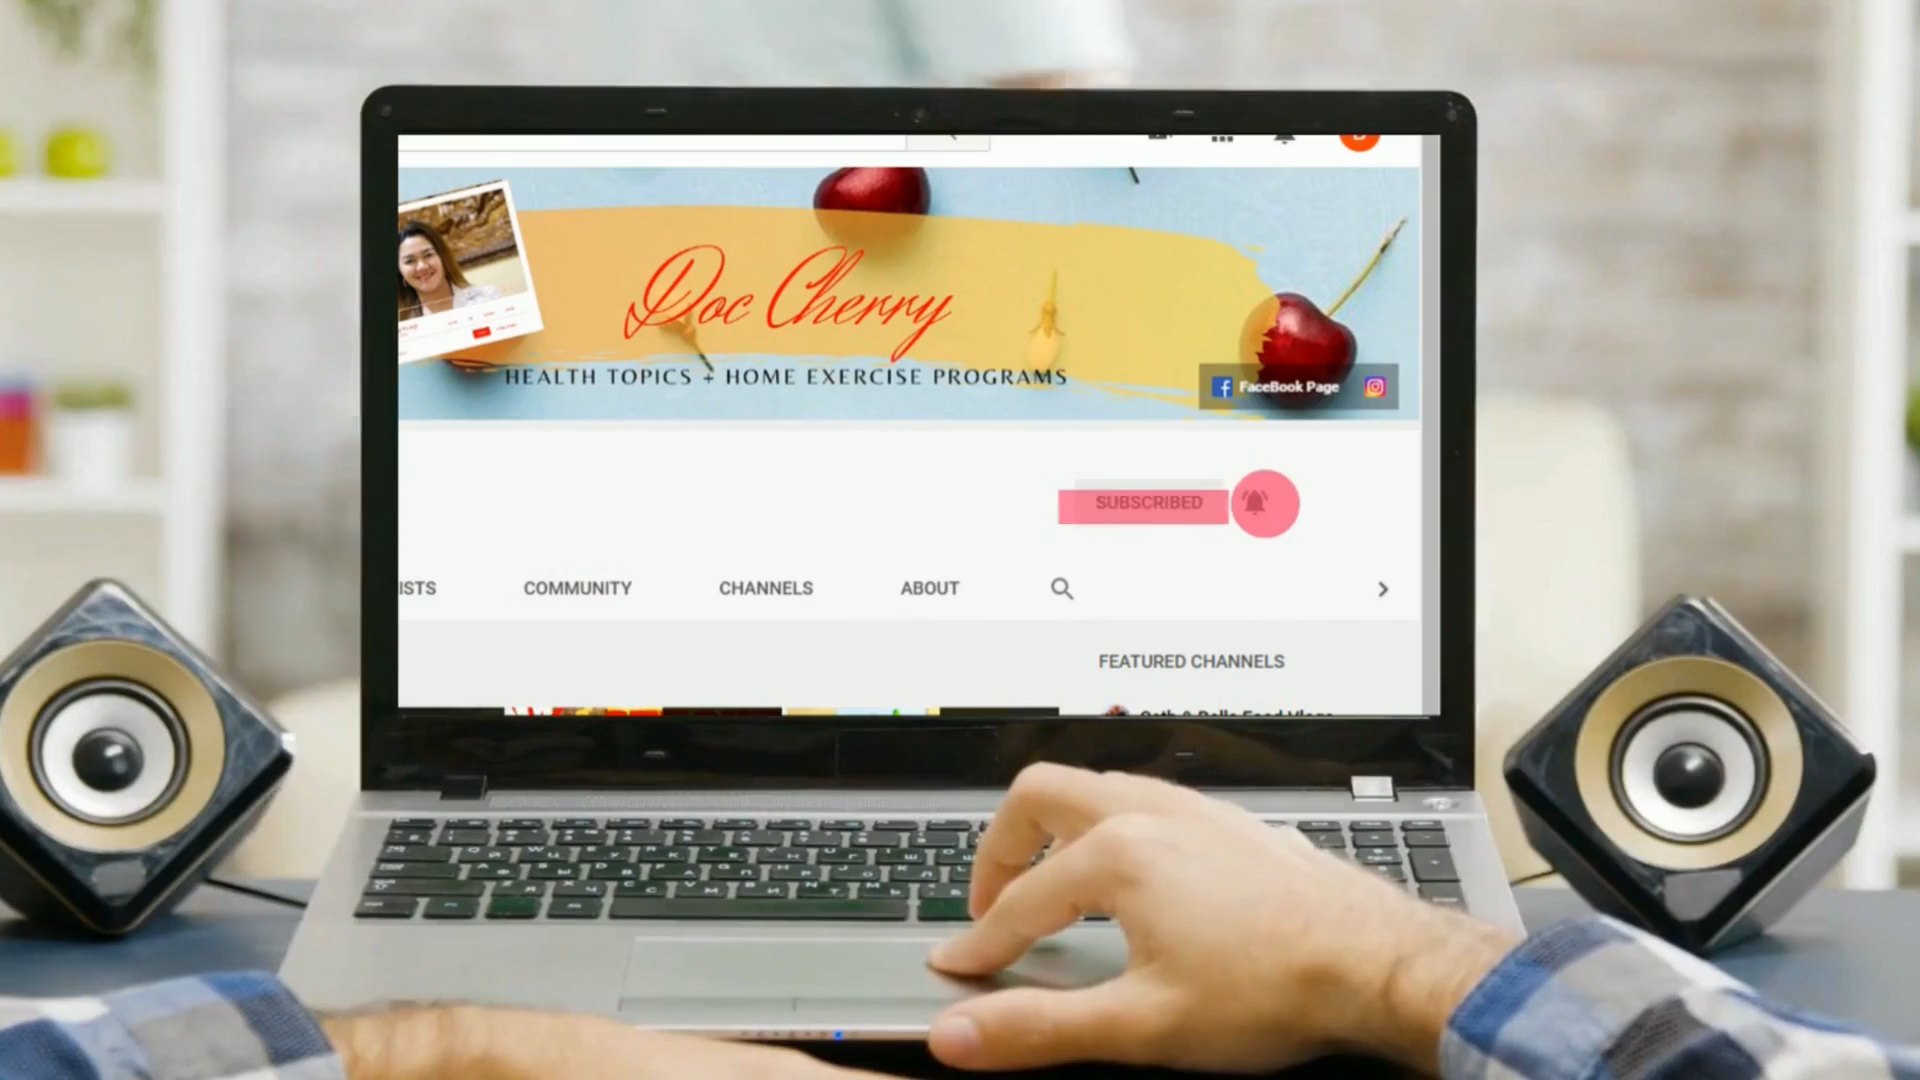 Doc Cherry
HEALTH TOPICS + HOME EXERCISE PROGRAMS
FaceBook Page
SUBSCRIBED
ISTS
COMMUNITY
CHANNELS
ABOUT
FEATURED CHANNELS